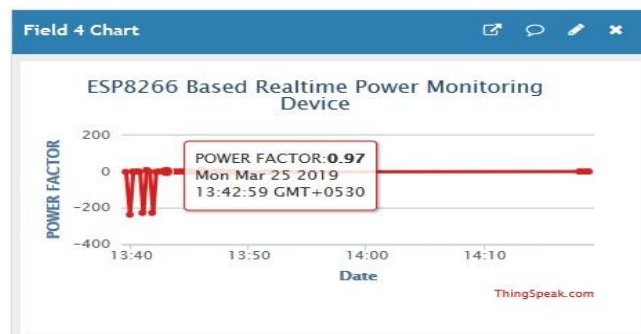 Field 4 Chart
ESP8266 Based Realtime Power Monitoring
Device
POWER FACTOR
200
0
-200
-400
POWER FACTOR:0.97
Mon Mar 25 2019
13:42:59 GMT+0530
13:40
13:50
14:00
14:10
Date
ThingSpeak.com